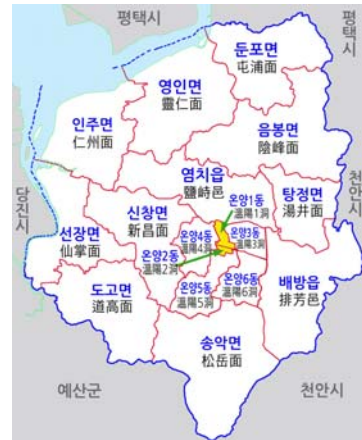 평택시
평택시
둔포면
屯浦面
영인면
靈仁面
음봉면
陰峰面
인주면
仁州面
염치읍
鹽峙邑
탕정면
湯井面
천안시
당진시
신창면
新昌面
온양1동
溫陽1洞
온양4동
溫陽4洞
온양3동
溫陽3洞
선장면
仙掌面
온양2동
溫陽2洞
온양5동
溫陽5洞
온양6동
溫陽6洞
배방읍
排芳邑
도고면
道高面
송악면
松岳面
예산군
천안시